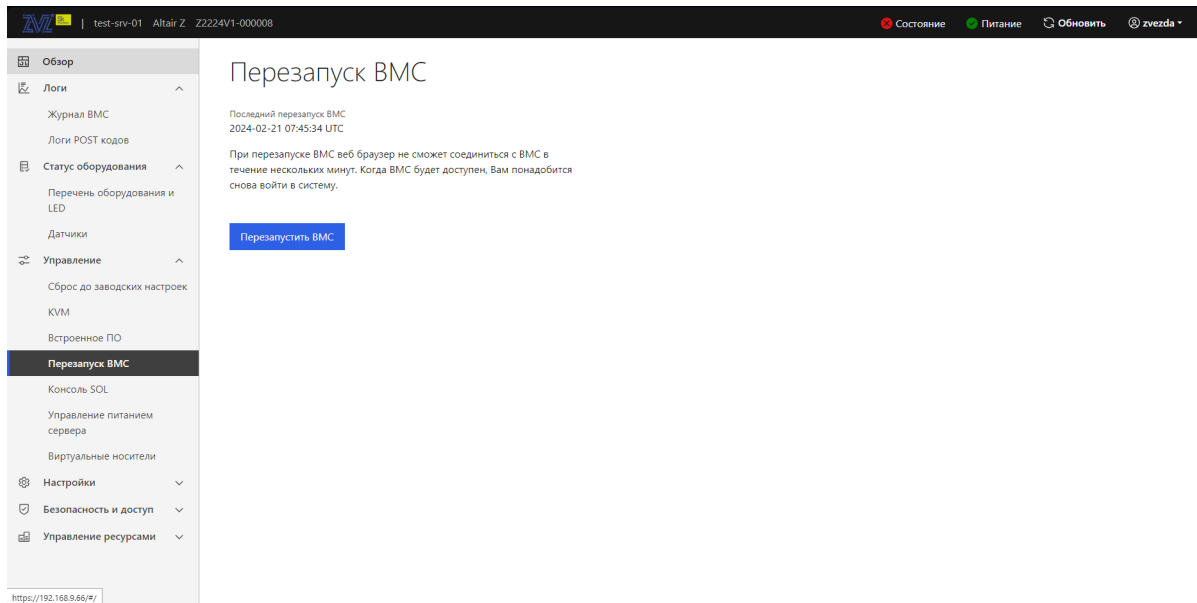 ZVZ Sk | test-srv-01 Altair Z Z2224V1-000008 Состояние Питание Обновить zvezda
Обзор
Логи
Журнал BMC
Логи POST кодов
Статус оборудования
Перечень оборудования и
LED
Датчики
Управление
Сброс до заводских настроек
KVM
Встроенное ПО
Перезапуск BMC
Консоль SOL
Управление питанием
сервера
Виртуальные носители
Настройки
Безопасность и доступ
Управление ресурсами
https://192.168.9.66/#/
Перезапуск BMC
Последний перезапуск BMC
2024-02-21 07:45:34 UTC
При перезапуске BMC веб браузер не сможет соединиться с BMC в
течение нескольких минут. Когда BMC будет доступен, Вам понадобится
снова войти в систему.
Перезапустить BMC